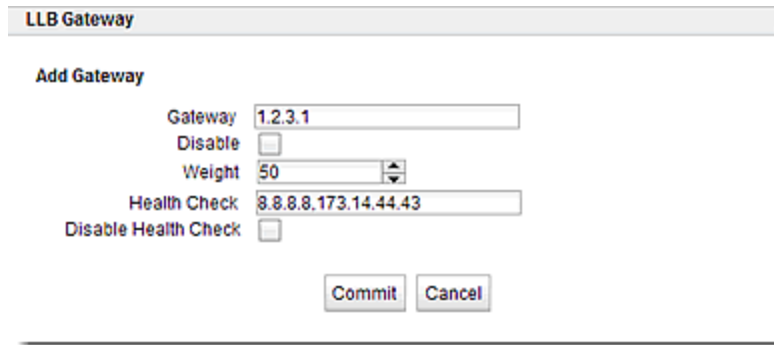 LLB Gateway
Add Gateway
Gateway 1.2.3.1
Disable
Weight 50
Health Check 8.8.8.8,173.14.44.43
Disable Health Check
Commit Cancel